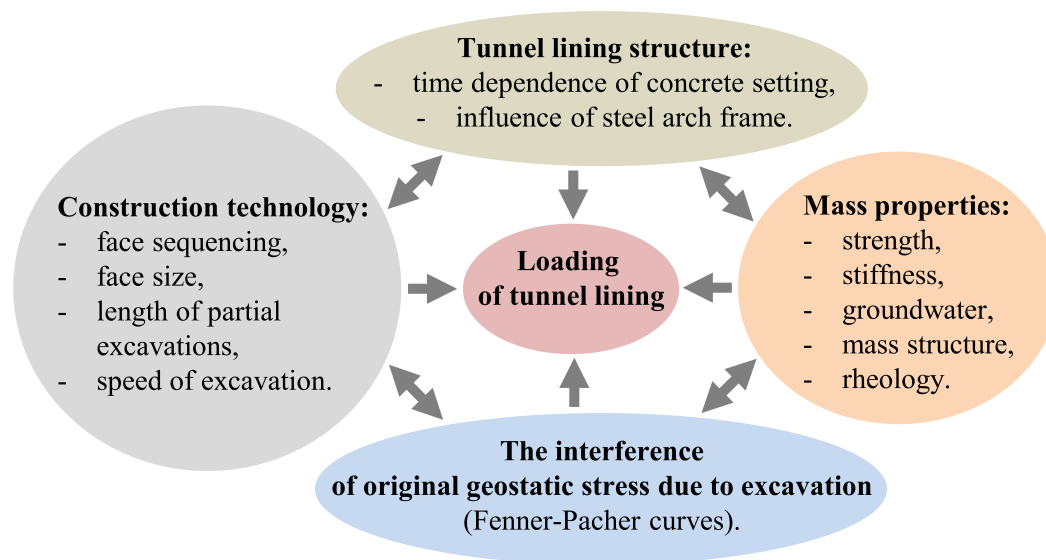 Tunnel lining structure:
- time dependence of concrete setting,
- influence of steel arch frame.
Construction technology:
- face sequencing,
- face size,
- length of partial
excavations,
- speed of excavation.
Loading
of tunnel lining
Mass properties:
- strength,
- stiffness,
- groundwater,
- mass structure,
- rheology.
The interference
of original geostatic stress due to excavation
(Fenner-Pacher curves).